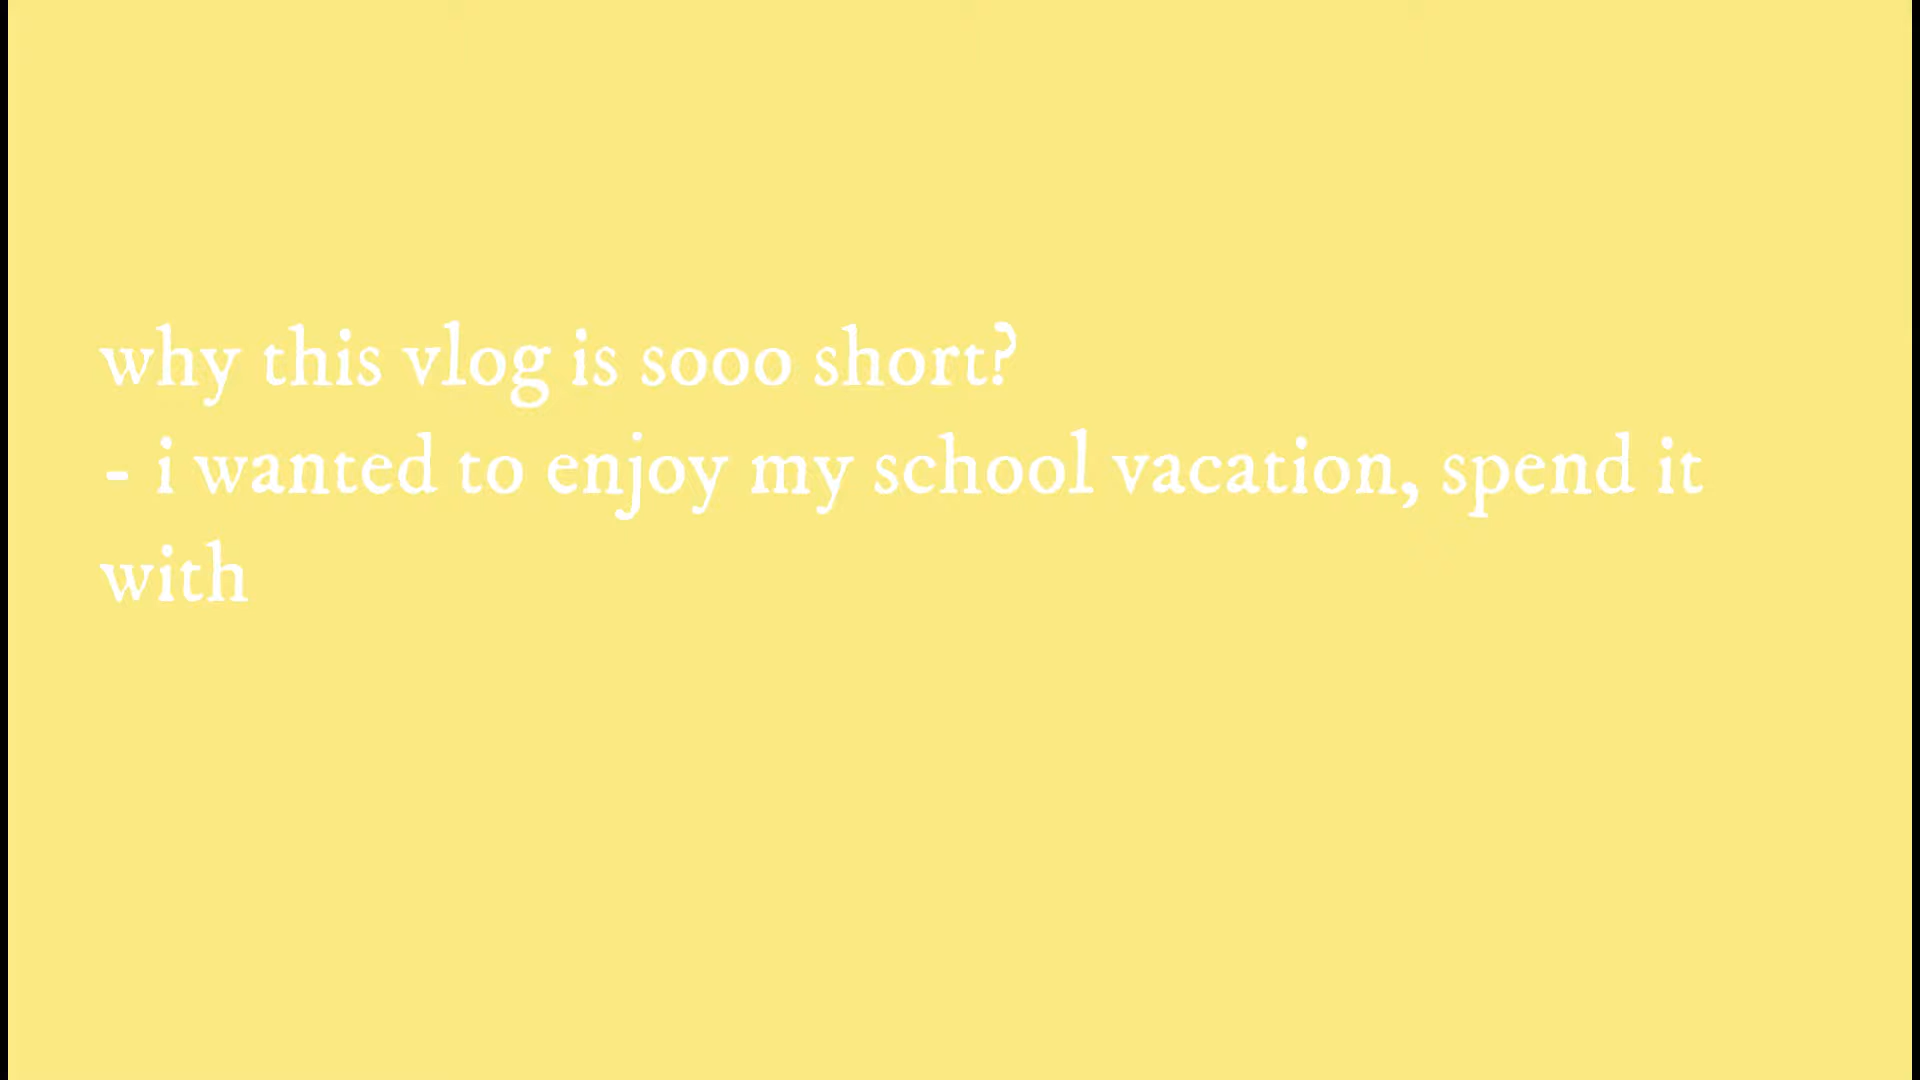 why this vlog is sooo short?
- i wanted to enjoy my school vacation, spend it
with